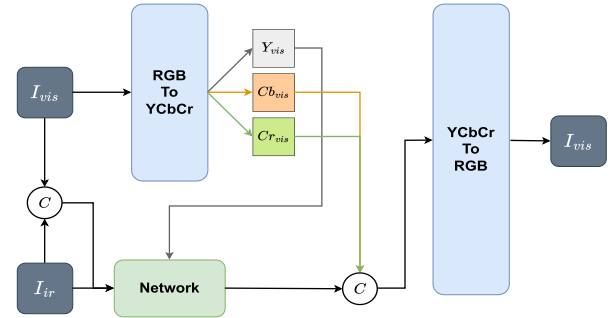 I_vis
RGB
To
YCbCr
Y_vis
Cb_vis
Cr_vis
YCbCr
To
RGB
I_vis
C
I_ir
Network
C